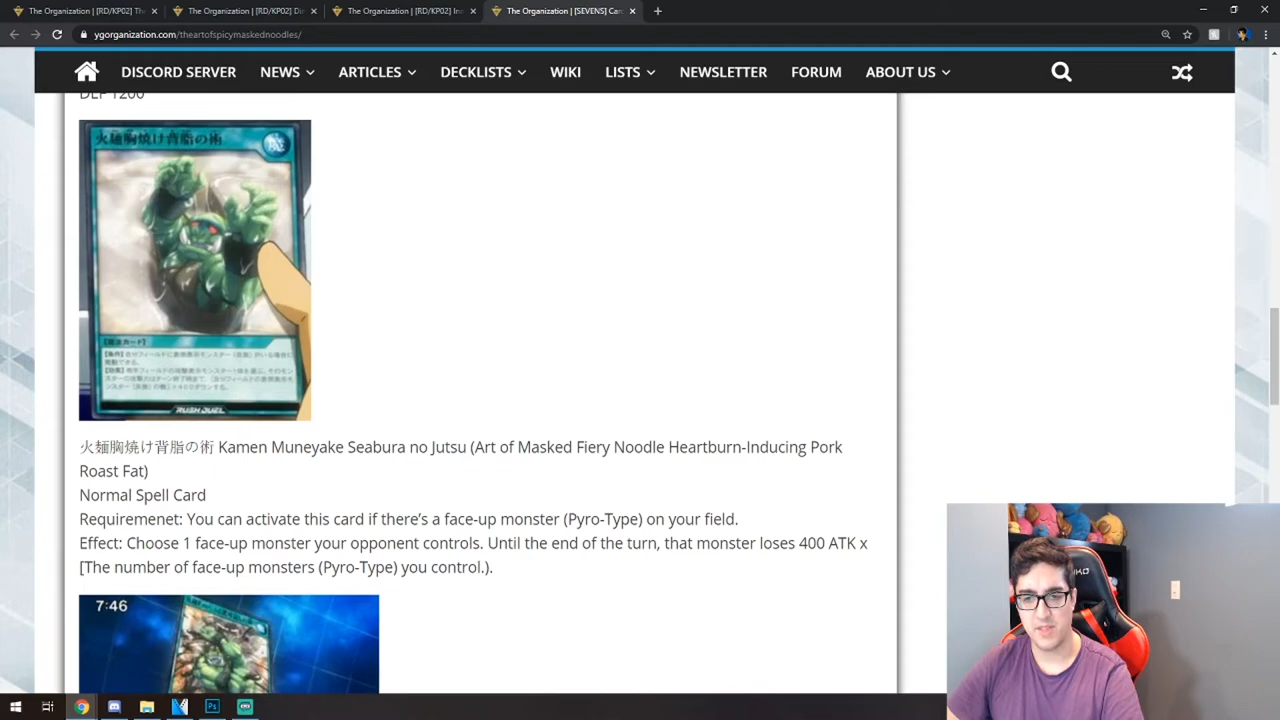 The Organization | [RD/KP02] Th
The Organization | [RD/KP02] Di
The Organization | [RD/KP02] Inn
The Organization | [SEVENS] Car
ygorganization.com/theartofspicymaskednoodles/
DISCORD SERVER NEWS ARTICLES DECKLISTS WIKI LISTS NEWSLETTER FORUM ABOUT US
DEF 1200
火麺胸焼け背脂の術
RUSH DUEL
火麺胸焼け背脂の術 Kamen Muneyake Seabura no Jutsu (Art of Masked Fiery Noodle Heartburn-Inducing Pork
Roast Fat)
Normal Spell Card
Requiremenet: You can activate this card if there's a face-up monster (Pyro-Type) on your field.
Effect: Choose 1 face-up monster your opponent controls. Until the end of the turn, that monster loses 400 ATK x
[The number of face-up monsters (Pyro-Type) you control.).
7:46